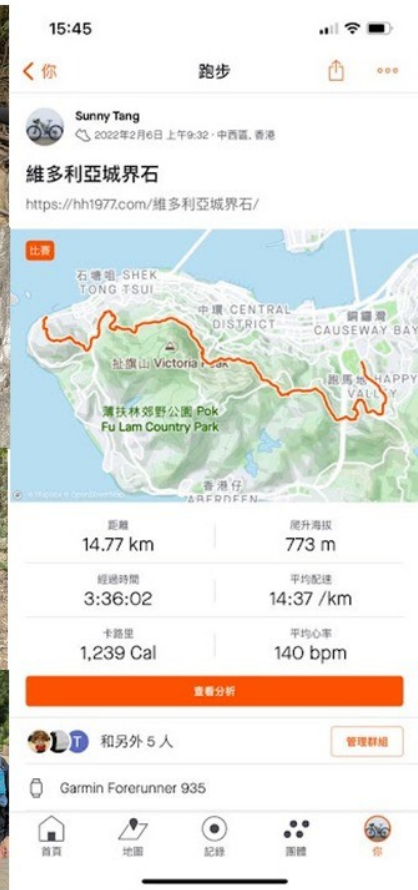 15:45
你
跑步
Sunny Tang
2022年2月6日 上午9:32 · 中西區, 香港
維多利亞城界石
https://hh1977.com/維多利亞城界石/
比賽
石塘咀 SHEK
TONG TSUI
中環 CENTRAL
DISTRICT
銅鑼灣
CAUSEWAY BAY
扯旗山 Victoria Peak
跑馬地 HAPPY
VALLEY
薄扶林郊野公園 Pok
Fu Lam Country Park
香港仔
ABERDEEN
距離
爬升海拔
14.77 km
773 m
經過時間
平均配速
3:36:02
14:37 /km
卡路里
平均心率
1,239 Cal
140 bpm
查看分析
T
和另外 5 人
管理群組
Garmin Forerunner 935
首頁
地圖
記錄
團體
你